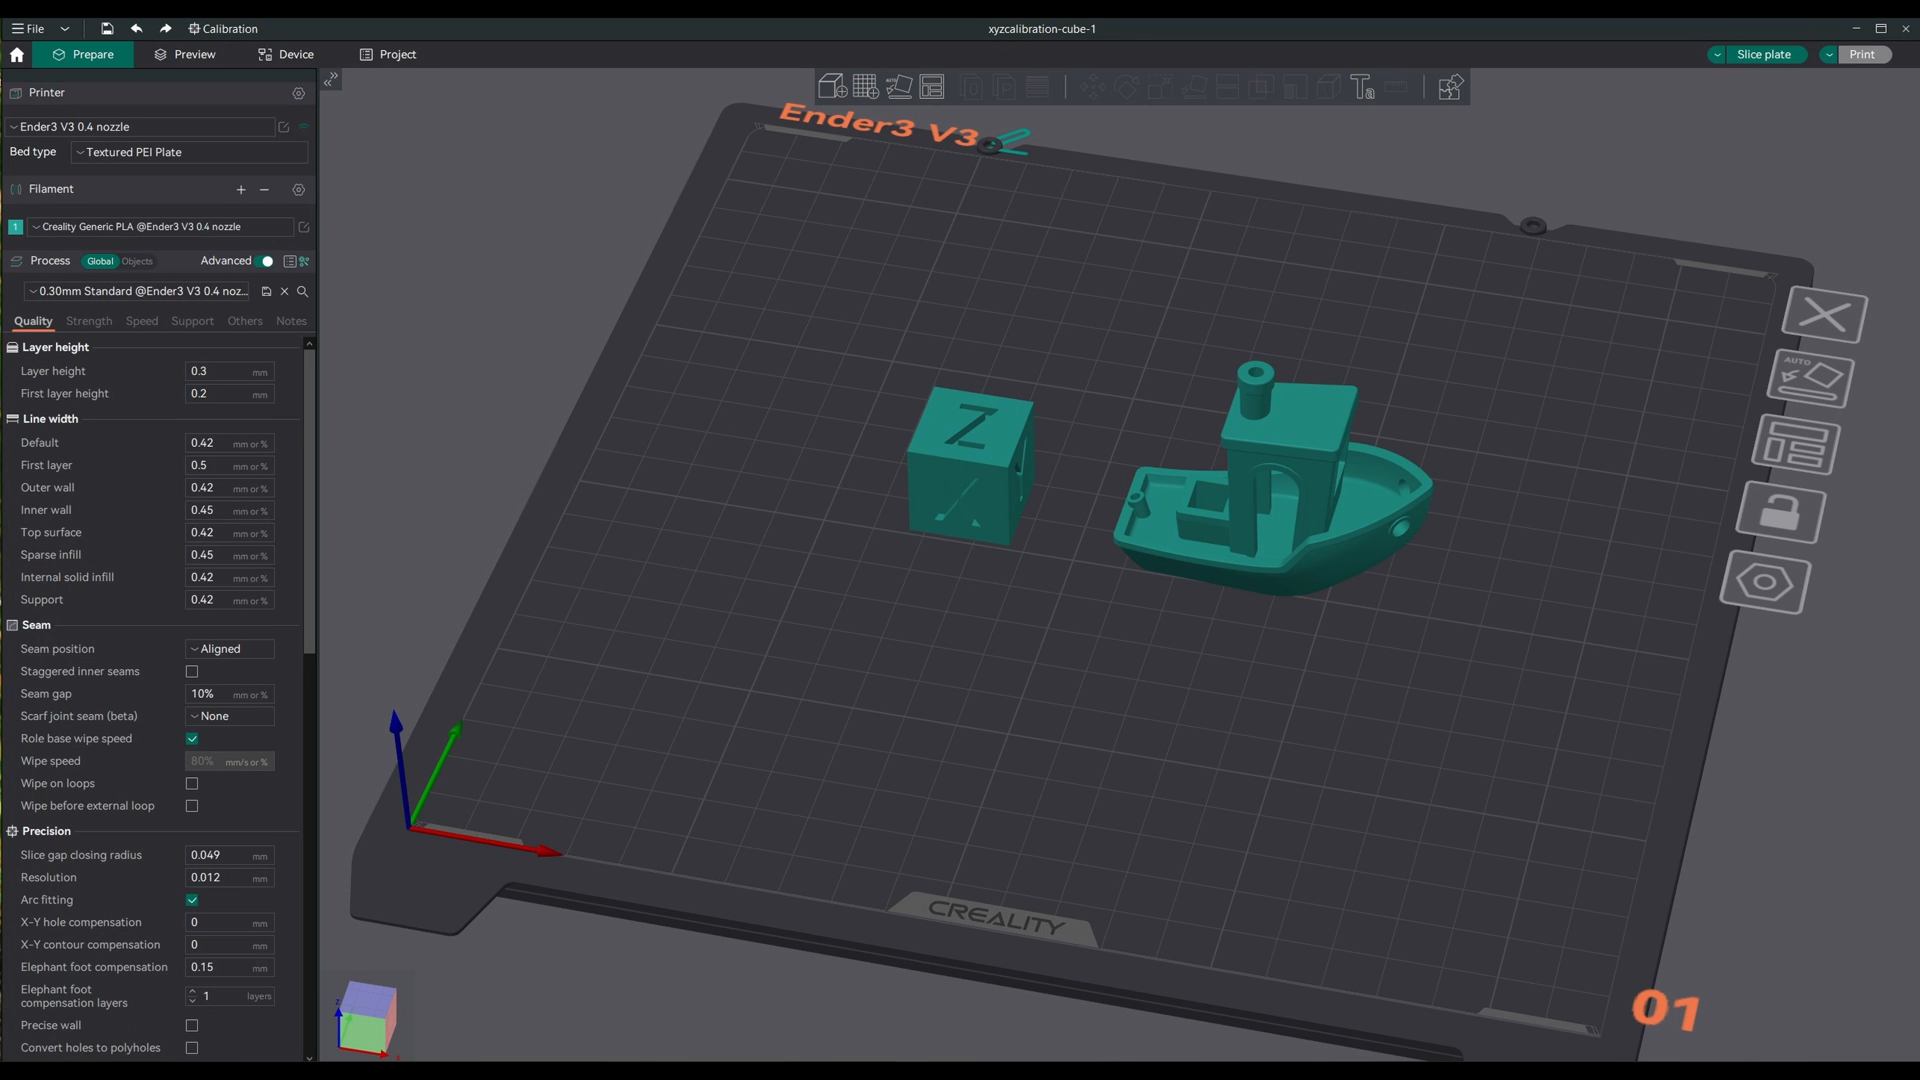 File
Calibration
xyzcalibration-cube-1
Prepare
Preview
Device
Project
Slice plate
Print
Printer
Ender3 V3 0.4 nozzle
Bed type
Textured PEI Plate
Filament
1
Creality Generic PLA @Ender3 V3 0.4 nozzle
Process
Global
Objects
Advanced
0.30mm Standard @Ender3 V3 0.4 noz...
Quality
Strength
Speed
Support
Others
Notes
Layer height
Layer height 0.3 mm
First layer height 0.2 mm
Line width
Default 0.42 mm or %
First layer 0.5 mm or %
Outer wall 0.42 mm or %
Inner wall 0.45 mm or %
Top surface 0.42 mm or %
Sparse infill 0.45 mm or %
Internal solid infill 0.42 mm or %
Support 0.42 mm or %
Seam
Seam position Aligned
Staggered inner seams
Seam gap 10% mm or %
Scarf joint seam (beta) None
Role base wipe speed
Wipe speed 80% mm/s or %
Wipe on loops
Wipe before external loop
Precision
Slice gap closing radius 0.049 mm
Resolution 0.012 mm
Arc fitting
X-Y hole compensation 0 mm
X-Y contour compensation 0 mm
Elephant foot compensation 0.15 mm
Elephant foot
compensation layers 1 layers
Precise wall
Convert holes to polyholes
AUTO
Ender3 V3
Z
AUTO
CREALITY
01